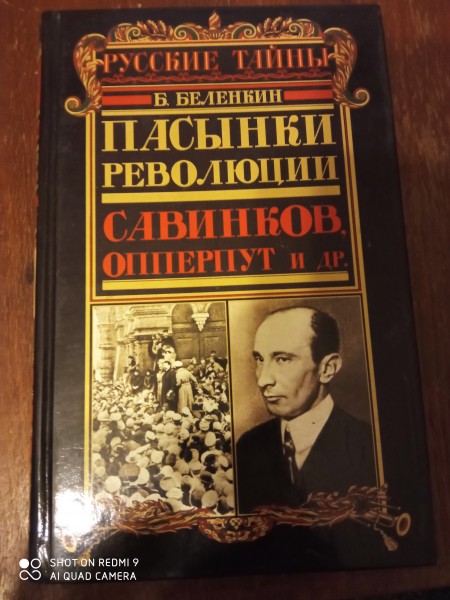 РУССКИЕ ТАЙНЫ
Б. БЕЛЕНКИН
ПАСЫНКИ
РЕВОЛЮЦИИ
САВИНКОВ,
ОППЕРПУТ И ДР.
SHOT ON REDMI 9
AI QUAD CAMERA